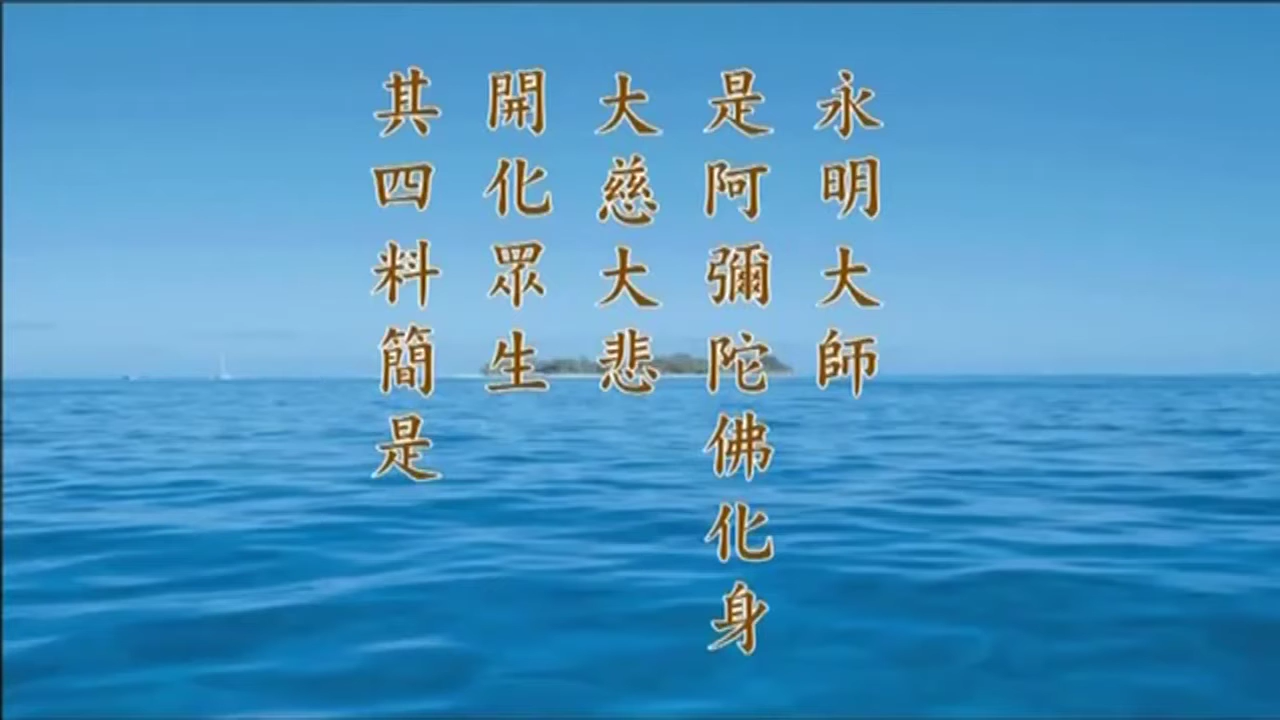 永明大師
是阿彌陀佛化身
大慈大悲
開化眾生
其四料簡是